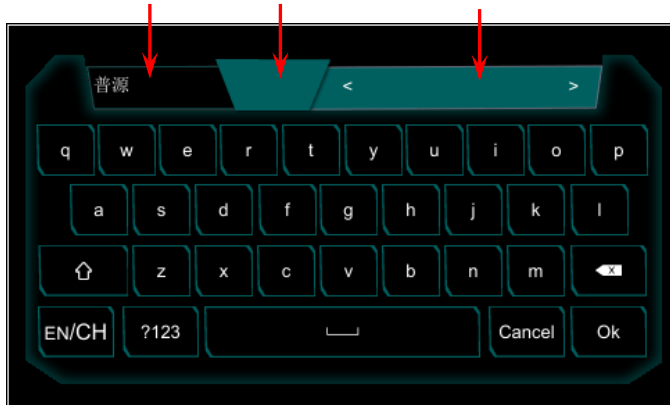 普源 < >
q w e r t y u i o p
a s d f g h j k l
z x c v b n m x
EN/CH ?123 Cancel Ok